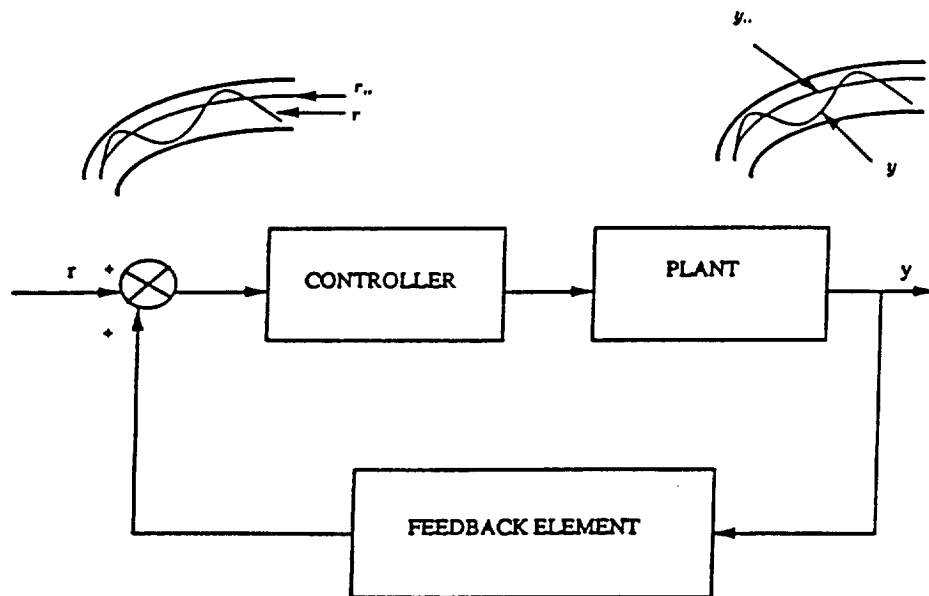 y..
r..
r
y
r
+
CONTROLLER
PLANT
y
+
FEEDBACK ELEMENT